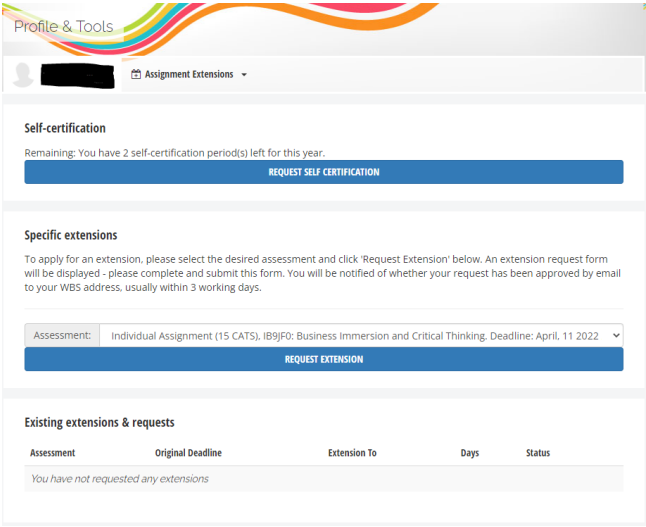 Profile & Tools
Assignment Extensions
Self-certification
Remaining: You have 2 self-certification period(s) left for this year.
REQUEST SELF CERTIFICATION
Specific extensions
To apply for an extension, please select the desired assessment and click 'Request Extension' below. An extension request form
will be displayed - please complete and submit this form. You will be notified of whether your request has been approved by email
to your WBS address, usually within 3 working days.
Assessment: Individual Assignment (15 CATS), IB9JF0: Business Immersion and Critical Thinking. Deadline: April, 11 2022
REQUEST EXTENSION
Existing extensions & requests
Assessment Original Deadline Extension To Days Status
You have not requested any extensions